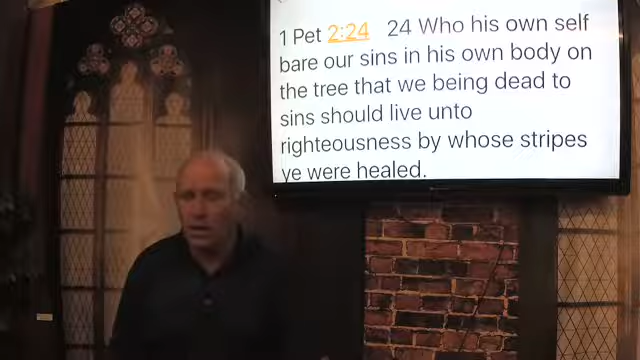 1 Pet 2:24 24 Who his own self
bare our sins in his own body on
the tree that we being dead to
sins should live unto
righteousness by whose stripes
ye were healed.